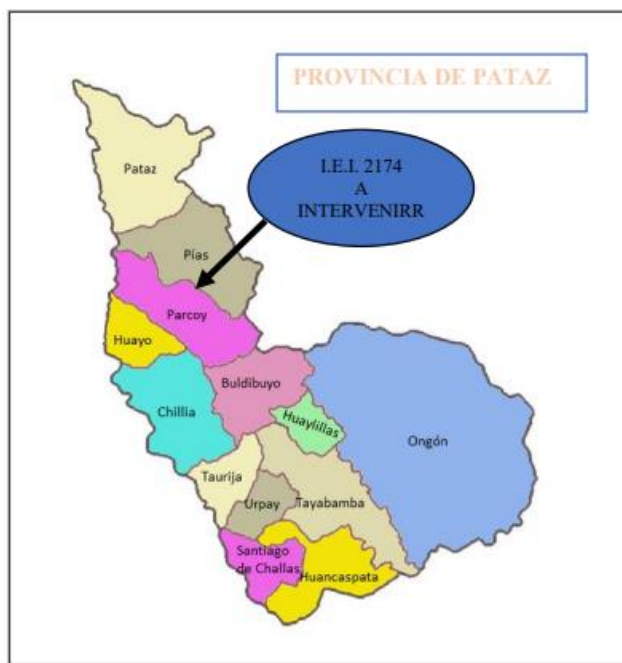 PROVINCIA DE PATAZ
I.E.I. 2174
A
INTERVENIRR
Pataz
Pías
Parcoy
Huayo
Buldibuyo
Chillia
Huaylillas
Ongón
Taurija
Urpay
Tayabamba
Santiago
de Challas
Huancaspata